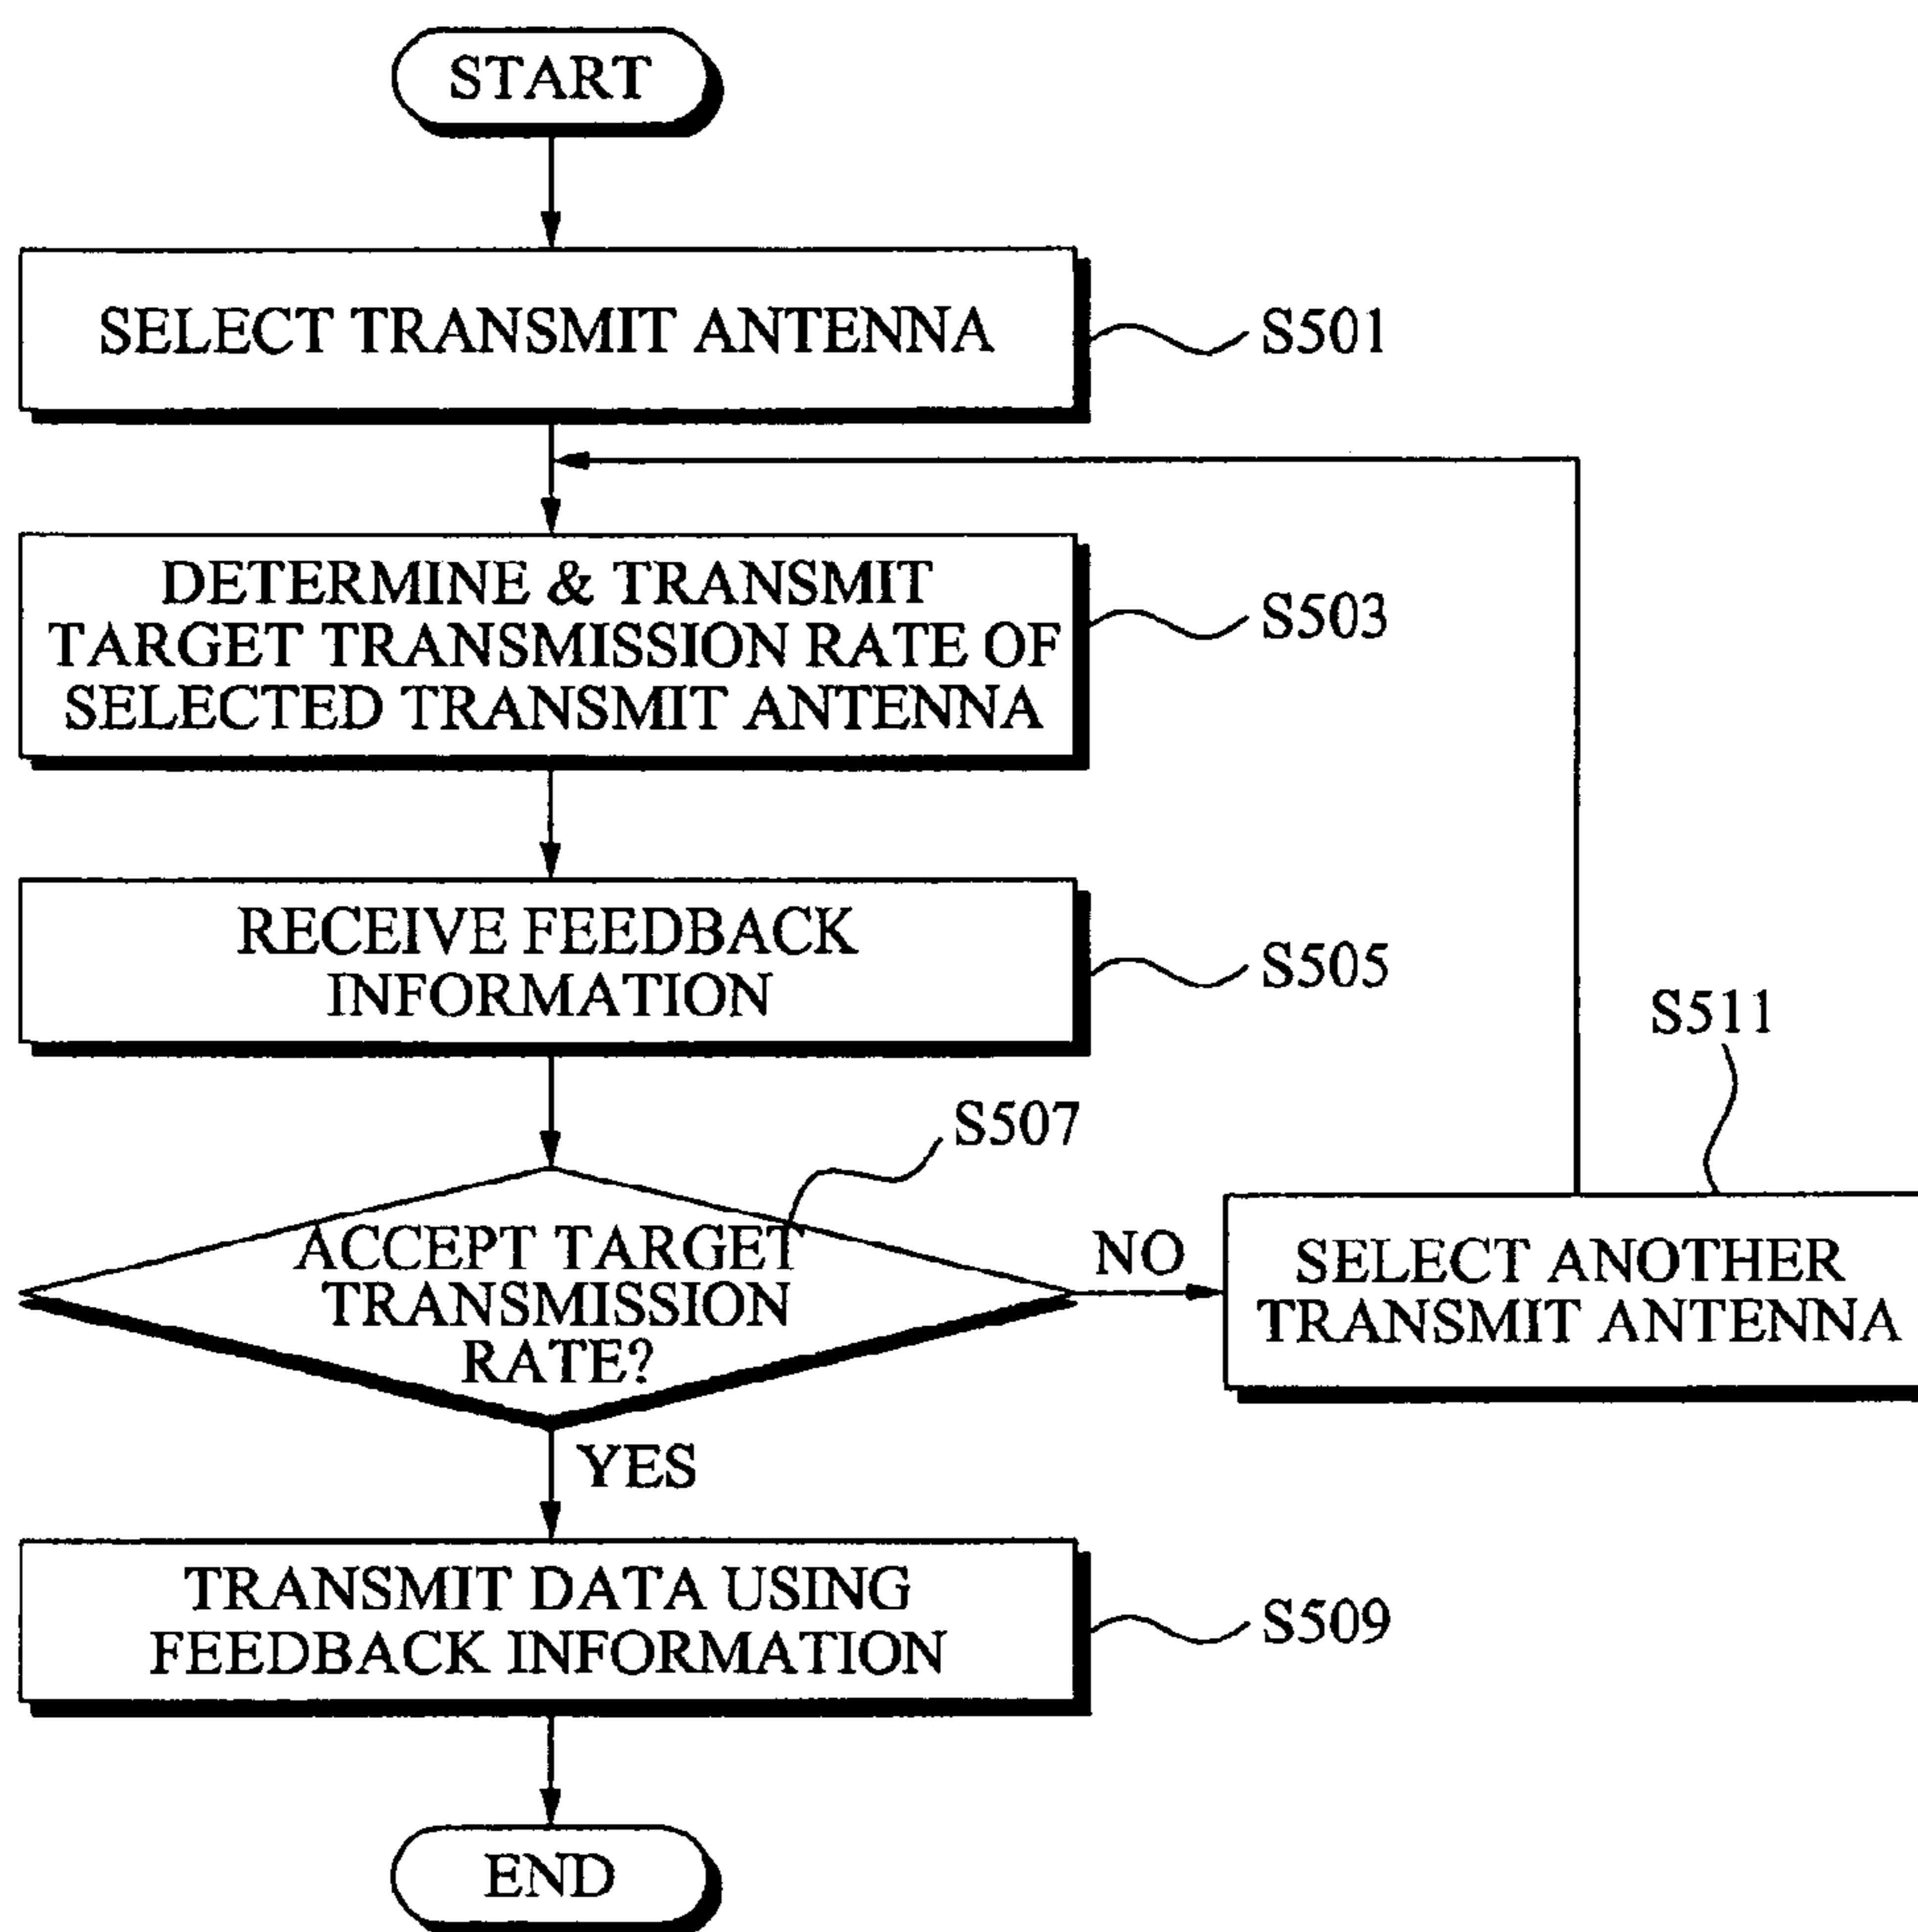 START
SELECT TRANSMIT ANTENNA
S501
DETERMINE & TRANSMIT
TARGET TRANSMISSION RATE OF
SELECTED TRANSMIT ANTENNA
S503
RECEIVE FEEDBACK
INFORMATION
S505
S507
ACCEPT TARGET
TRANSMISSION
RATE?
NO
S511
SELECT ANOTHER
TRANSMIT ANTENNA
YES
TRANSMIT DATA USING
FEEDBACK INFORMATION
S509
END